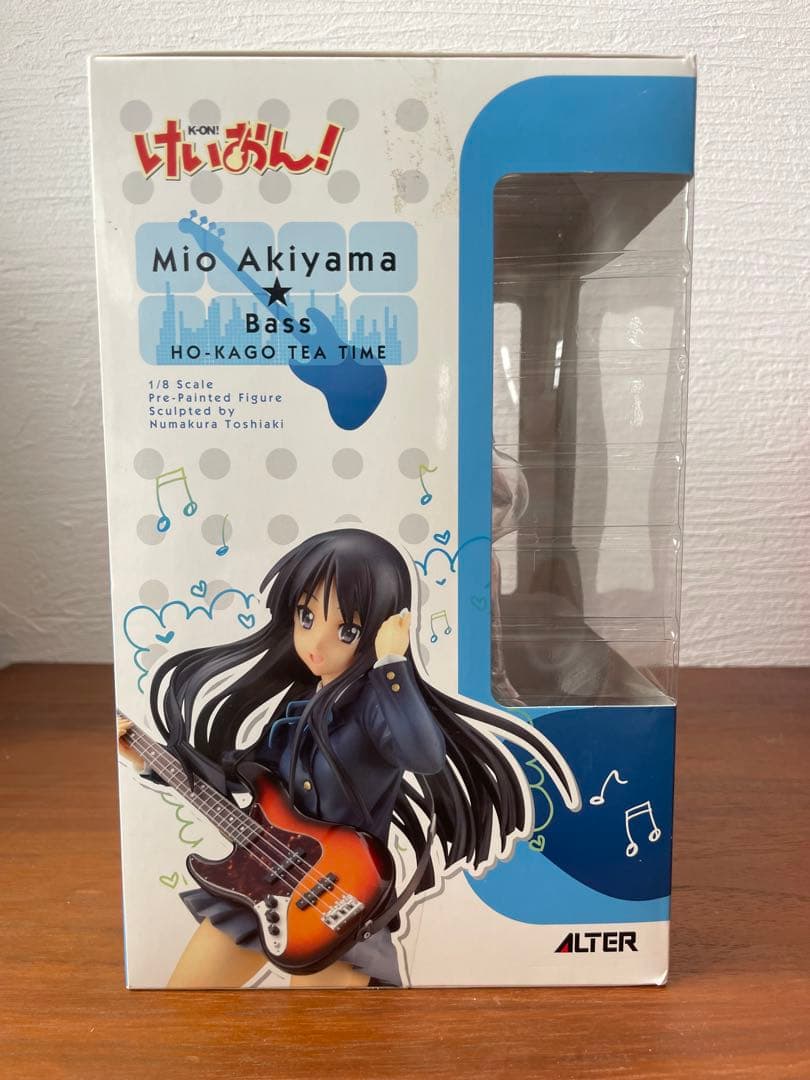 K-ON!
けいおん!
Mio Akiyama
★
Bass
HO-KAGO TEA TIME
1/8 Scale
Pre-Painted Figure
Sculpted by
Numakura Toshiaki
ALTER